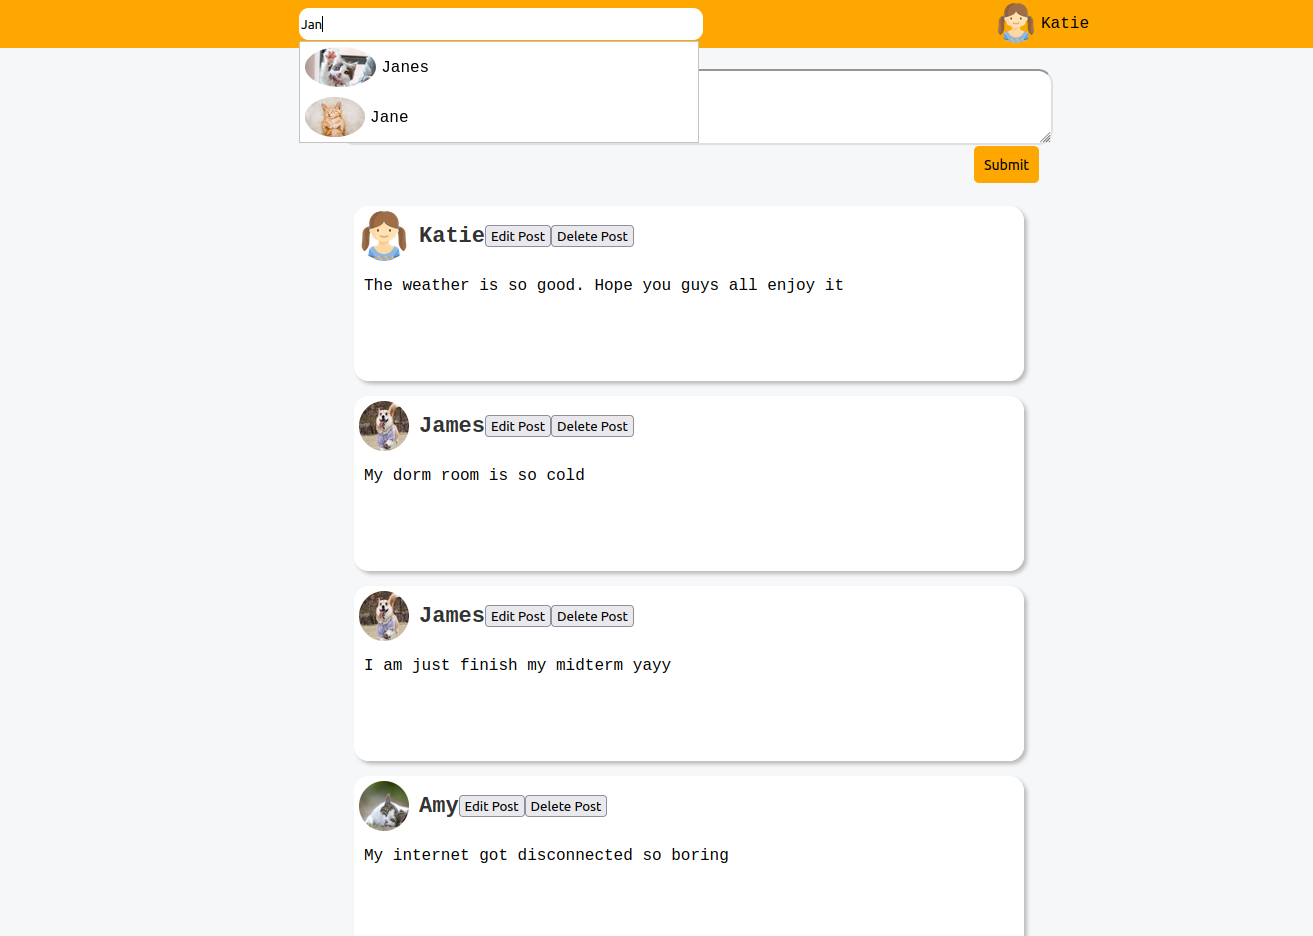 Jan
Katie
Janes
Jane
Submit
Katie Edit Post Delete Post
The weather is so good. Hope you guys all enjoy it
James Edit Post Delete Post
My dorm room is so cold
James Edit Post Delete Post
I am just finish my midterm yayy
Amy Edit Post Delete Post
My internet got disconnected so boring